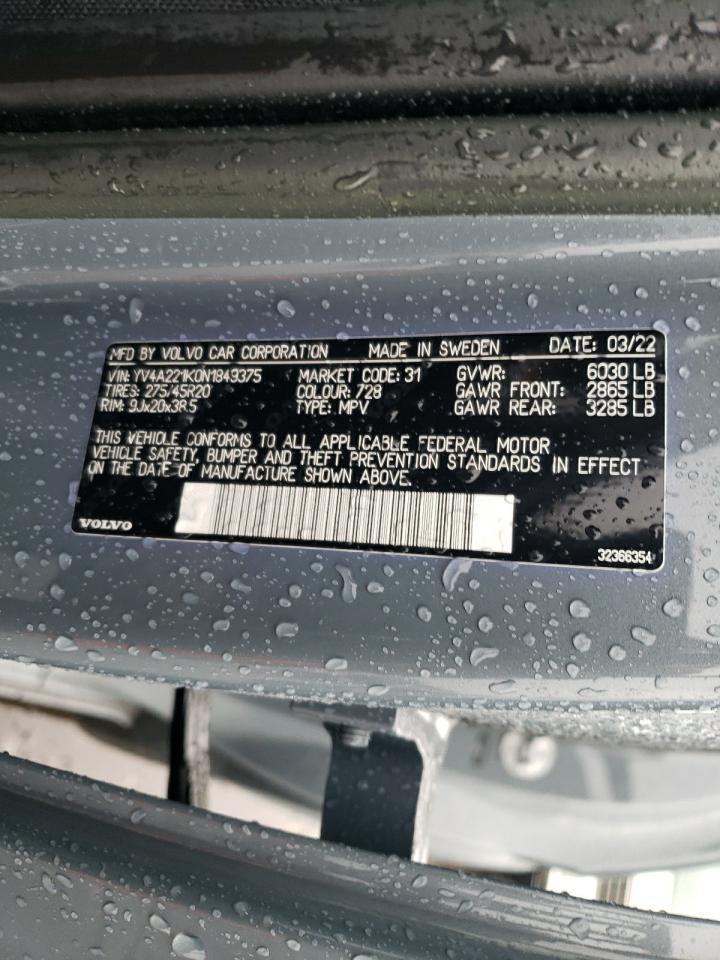 MFD BY VOLVO CAR CORPORATION MADE IN SWEDEN DATE: 03/22
VIN: YV4A221K0N1849375 MARKET CODE: 31 GVWR: 6030 LB
TIRES: 275/45R20 COLOUR: 728 GAWR FRONT: 2865 LB
RIM: 9Jx20x38.5 TYPE: MPV GAWR REAR: 3285 LB
THIS VEHICLE CONFORMS TO ALL APPLICABLE FEDERAL MOTOR
VEHICLE SAFETY, BUMPER AND THEFT PREVENTION STANDARDS IN EFFECT
ON THE DATE OF MANUFACTURE SHOWN ABOVE.
VOLVO
32366354